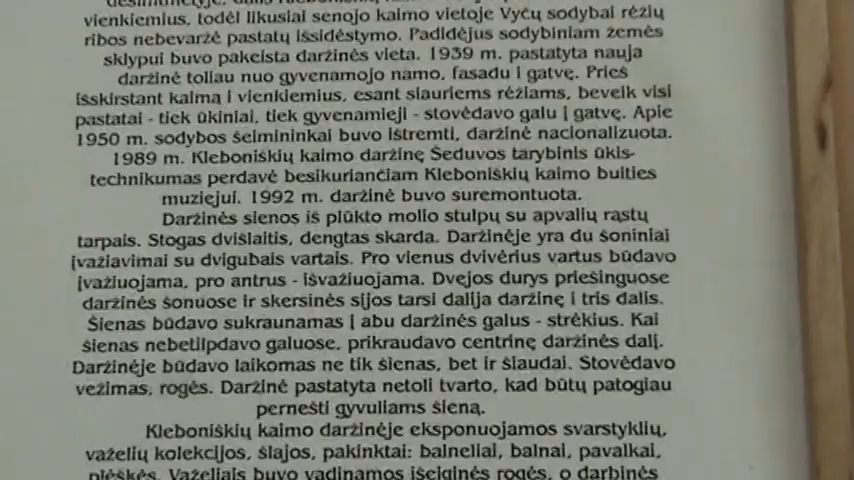 vienkiemius, todėl likusiai senojo kaimo vietoje Vyčų sodybai rėžių
ribos nebevaržė pastatų išsidėstymo. Padidėjus sodybiniam žemės
sklypui buvo pakeista daržinės vieta. 1939 m. pastatyta nauja
daržinė toliau nuo gyvenamojo namo, fasadu į gatvę. Prieš
išskirstant kaimą į vienkiemius, esant siauriems rėžiams, beveik visi
pastatai - tiek ūkiniai, tiek gyvenamieji - stovėdavo galu į gatvę. Apie
1950 m. sodybos šeimininkai buvo ištremti, daržinė nacionalizuota.
1989 m. Kleboniškių kaimo daržinę Šeduvos tarybinis ūkis-
technikumas perdavė besikuriančiam Kleboniškių kaimo buities
muziejui. 1992 m. daržinė buvo suremontuota.
Daržinės sienos iš plūkto molio stulpų su apvalių rąstų
tarpais. Stogas dvišlaitis, dengtas skarda. Daržinėje yra du šoniniai
įvažiavimai su dvigubais vartais. Pro vienus dvivėrius vartus būdavo
įvažiuojama, pro antrus - išvažiuojama. Dvejos durys priešinguose
daržinės šonuose ir skersinės sijos tarsi dalija daržinę į tris dalis.
Šienas būdavo sukraunamas į abu daržinės galus - strėkius. Kai
šienas nebetilpdavo galuose, prikraudavo centrinę daržinės dalį.
Daržinėje būdavo laikomas ne tik šienas, bet ir šiaudai. Stovėdavo
vežimas, rogės. Daržinė pastatyta netoli tvarto, kad būtų patogiau
pernešti gyvuliams šieną.
Kleboniškių kaimo daržinėje eksponuojamos svarstyklių,
važelių kolekcijos, šlajos, pakinktai: balneliai, balnai, pavalkai,
plėškės. Važeliais buvo vadinamos išeiginės rogės, o darbinės